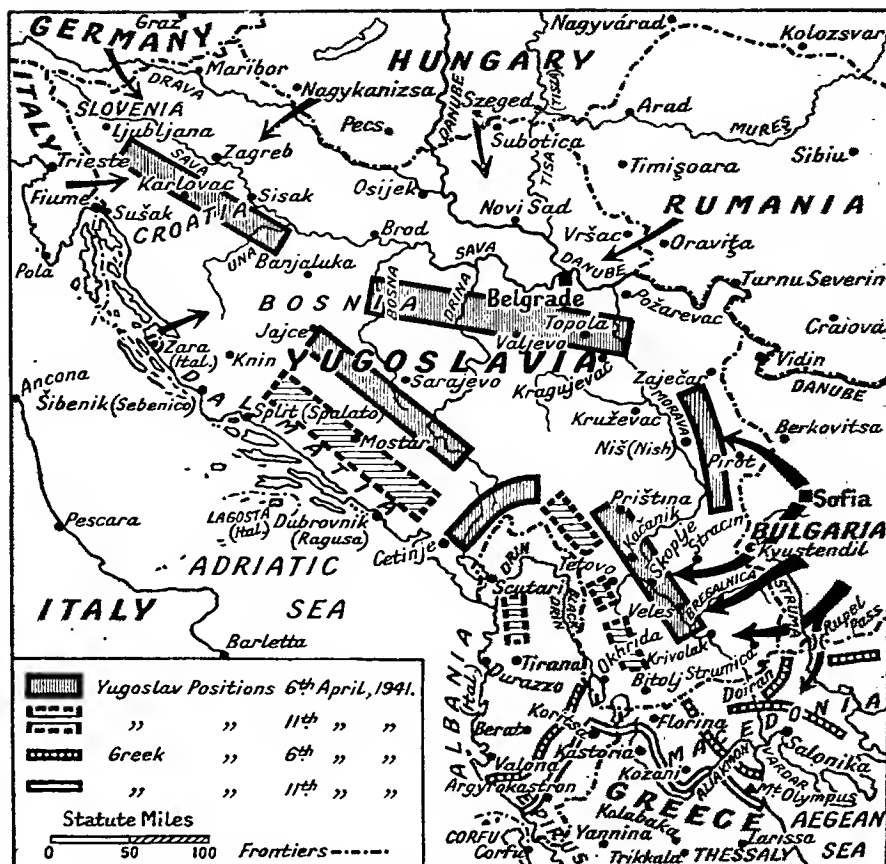 Graz
GERMANY
Maribor
DRAVA
SLOVENIA
Ljubljana
ITALY
Trieste
SAVA
Zagreb
Nagykanizsa
HUNGARY
Nagyvárad
Kolozsvar
Pecs
DANUBE
Szeged
(TISZA)
Subotica
TISA
Arad
MUREŞ
Timişoara
Sibiu
Fiume
Karlovac
Sisak
Osijek
Sušak
CROATIA
Novi Sad
RUMANIA
Pola
UNA
Banjaluka
Brod
SAVA
Vršac
Oraviţa
DANUBE
Turnu Severin
BOSNIA
BOSNA
DRINA
Belgrade
Požarevac
Topola
Valjevo
Craiova
Jajce
Zara
(Ital.)
Knin
YUGOSLAVIA
Kragujevac
Vidin
DANUBE
Ancona
Sarajevo
Zaječar
Šibenik (Sebenico)
DALMATIA
Split (Spalato)
Mostar
Kruževac
MORAVA
Berkovitsa
Niš (Nish)
Pirot
Sofia
Pescara
LAGOSTA
(Ital.)
Dubrovnik
(Ragusa)
Cetinje
Priština
Kačanik
Skoplje
Stracin
BULGARIA
Kyustendil
ADRIATIC
SEA
DRIN
Scutari
Tetovo
BLACK
DRIN
Veles
BREGALNICA
STRUMA
Rupel
Pass
ITALY
Barletta
Tirana
Durazzo
Okhrida
Krivolak
Bitolj
Strumica
Doiran
ALBANIA
(Ital.)
Berat
Koritsa
Florina
MACEDONIA
Valona
Kastoria
Salonika
Argyrokastron
Kozani
ALIAKMON
VARDAR
Mt Olympus
GREECE
AEGEAN
SEA
EPIRUS
Kalabaka
CORFU
Corfu
Yannina
Trikkala
Larissa
THESSALY
Yugoslav Positions 6th April, 1941.
„ „ 11th „ „
Greek „ 6th „ „
„ „ 11th „ „
Statute Miles
0 50 100
Frontiers